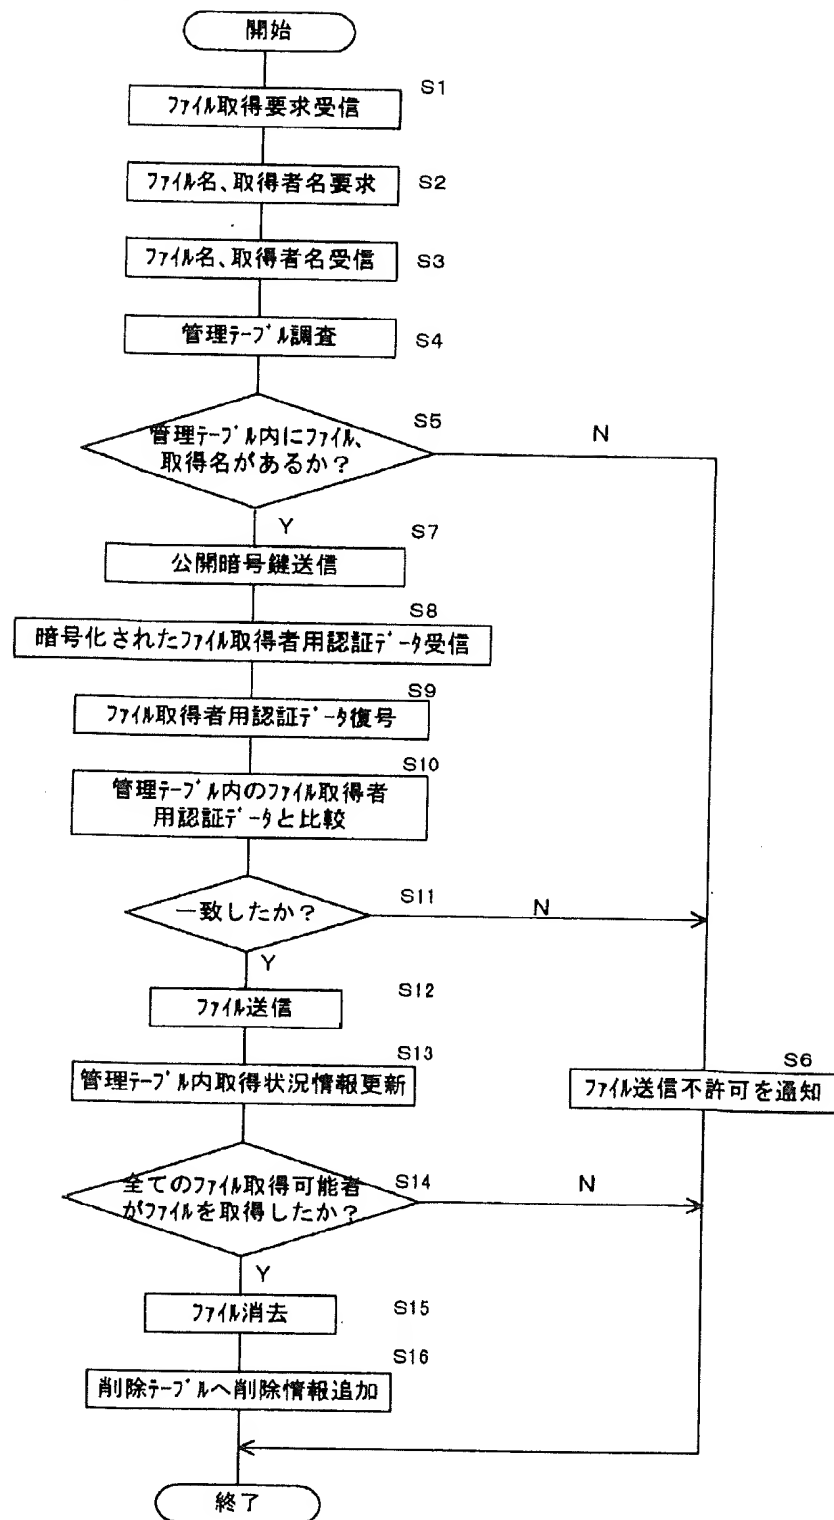 開始
S1
ファイル取得要求受信
ファイル名、取得者名要求
S2
ファイル名、取得者名受信
S3
管理テーブル調査
S4
S5
管理テーブル内にファイル、
取得名があるか？
N
Y
S7
公開暗号鍵送信
S8
暗号化されたファイル取得者用認証データ受信
S9
ファイル取得者用認証データ復号
S10
管理テーブル内のファイル取得者
用認証データと比較
S11
一致したか？
N
Y
ファイル送信
S12
S13
管理テーブル内取得状況情報更新
S6
ファイル送信不許可を通知
全てのファイル取得可能者
がファイルを取得したか？
S14
N
Y
ファイル消去
S15
S16
削除テーブルへ削除情報追加
終了